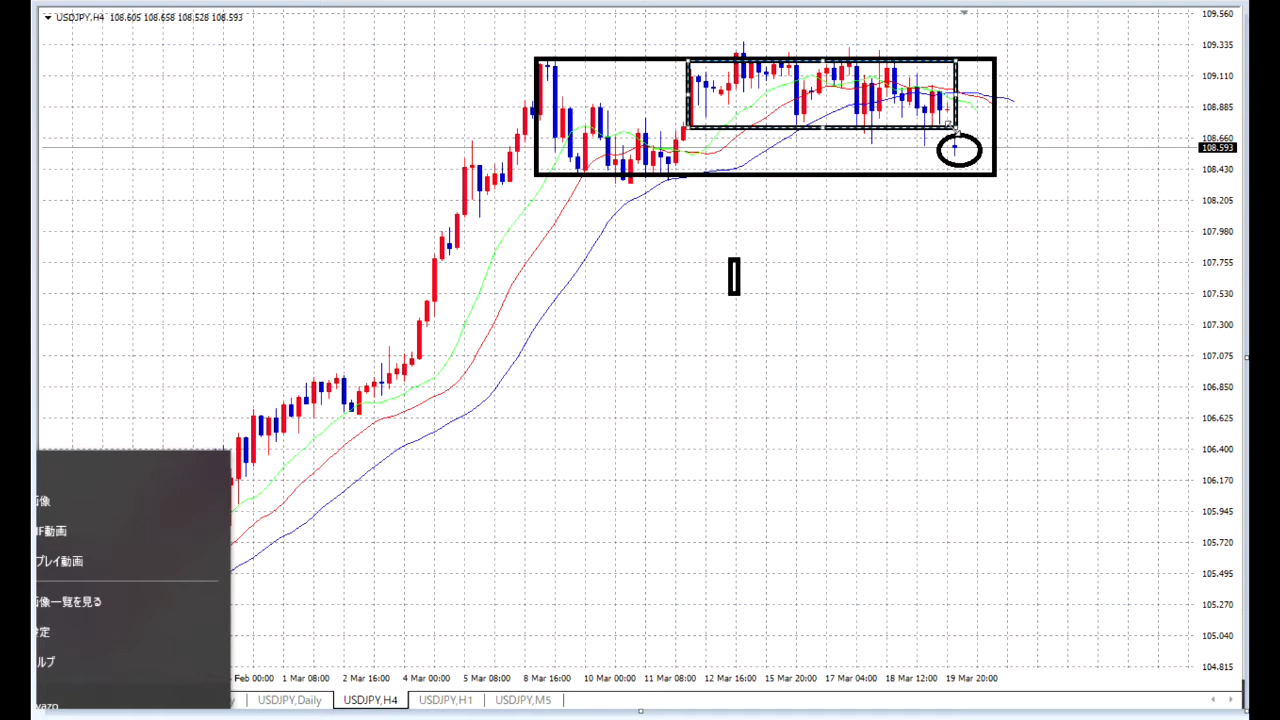 USDJPY,H4 108.605 108.658 108.528 108.593
109.560
109.335
109.110
108.885
108.660
108.593
108.430
108.205
107.980
107.755
107.530
107.300
107.075
106.850
106.625
106.400
106.170
105.945
105.720
105.495
105.270
105.040
104.815
画像
IF動画
プレイ動画
画像一覧を見る
設定
ルプ
yazo
Feb 00:00 1 Mar 08:00 2 Mar 16:00 4 Mar 00:00 5 Mar 08:00 8 Mar 16:00 10 Mar 00:00 11 Mar 08:00 12 Mar 16:00 15 Mar 20:00 17 Mar 04:00 18 Mar 12:00 19 Mar 20:00
USDJPY,Daily USDJPY,H4 USDJPY,H1 USDJPY,M5